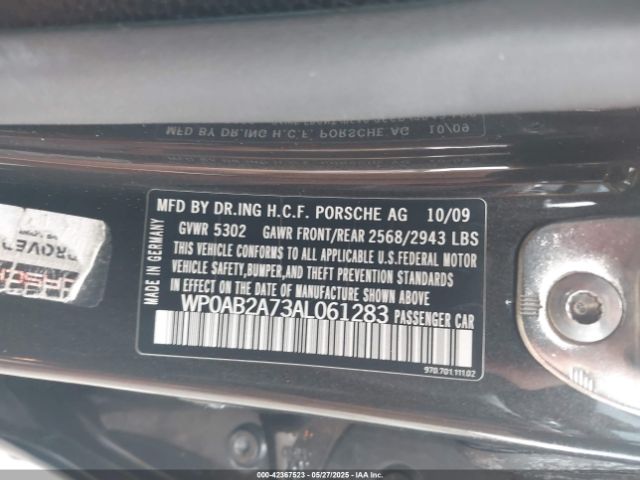 MFD BY DR.ING H.C.F. PORSCHE AG 10/09
MFD BY DR.ING H.C.F. PORSCHE AG 10/09
GVWR 5302 GAWR FRONT/REAR 2568/2943 LBS
THIS VEHICLE CONFORMS TO ALL APPLICABLE U.S.FEDERAL MOTOR
VEHICLE SAFETY,BUMPER,AND THEFT PREVENTION STANDARDS
IN EFFECT ON THE DATE OF MANUFACTURE SHOWN ABOVE.
WP0AB2A73AL061283 PASSENGER CAR
MADE IN GERMANY
970.701.111.02
000-42367523 - 05/27/2025 - IAAI.COM